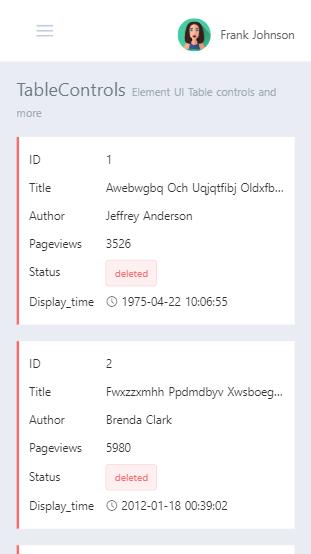 Frank Johnson
TableControls Element UI Table controls and
more
ID 1
Title Awebwgbq Och Uqjqtfibj Oldxfb...
Author Jeffrey Anderson
Pageviews 3526
Status deleted
Display_time 1975-04-22 10:06:55
ID 2
Title Fwxzzxmhh Ppdmdbyv Xwsboeg...
Author Brenda Clark
Pageviews 5980
Status deleted
Display_time 2012-01-18 00:39:02